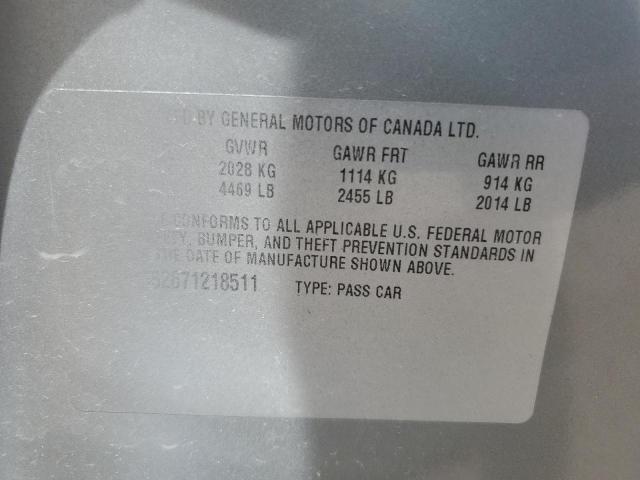 BY GENERAL MOTORS OF CANADA LTD.
GVWR GAWR FRT GAWR RR
2028 KG 1114 KG 914 KG
4469 LB 2455 LB 2014 LB
CONFORMS TO ALL APPLICABLE U.S. FEDERAL MOTOR
BUMPER, AND THEFT PREVENTION STANDARDS IN
THE DATE OF MANUFACTURE SHOWN ABOVE.
TYPE: PASS CAR